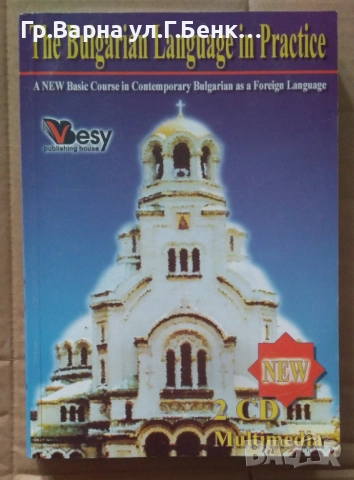 Гр.Варна ул.Г.Бенк...
The Bulgarian Language in Practice
A NEW Basic Course in Contemporary Bulgarian as a Foreign Language
Vesy
publishing house
NEW
2 CD
Multimedia
bazar